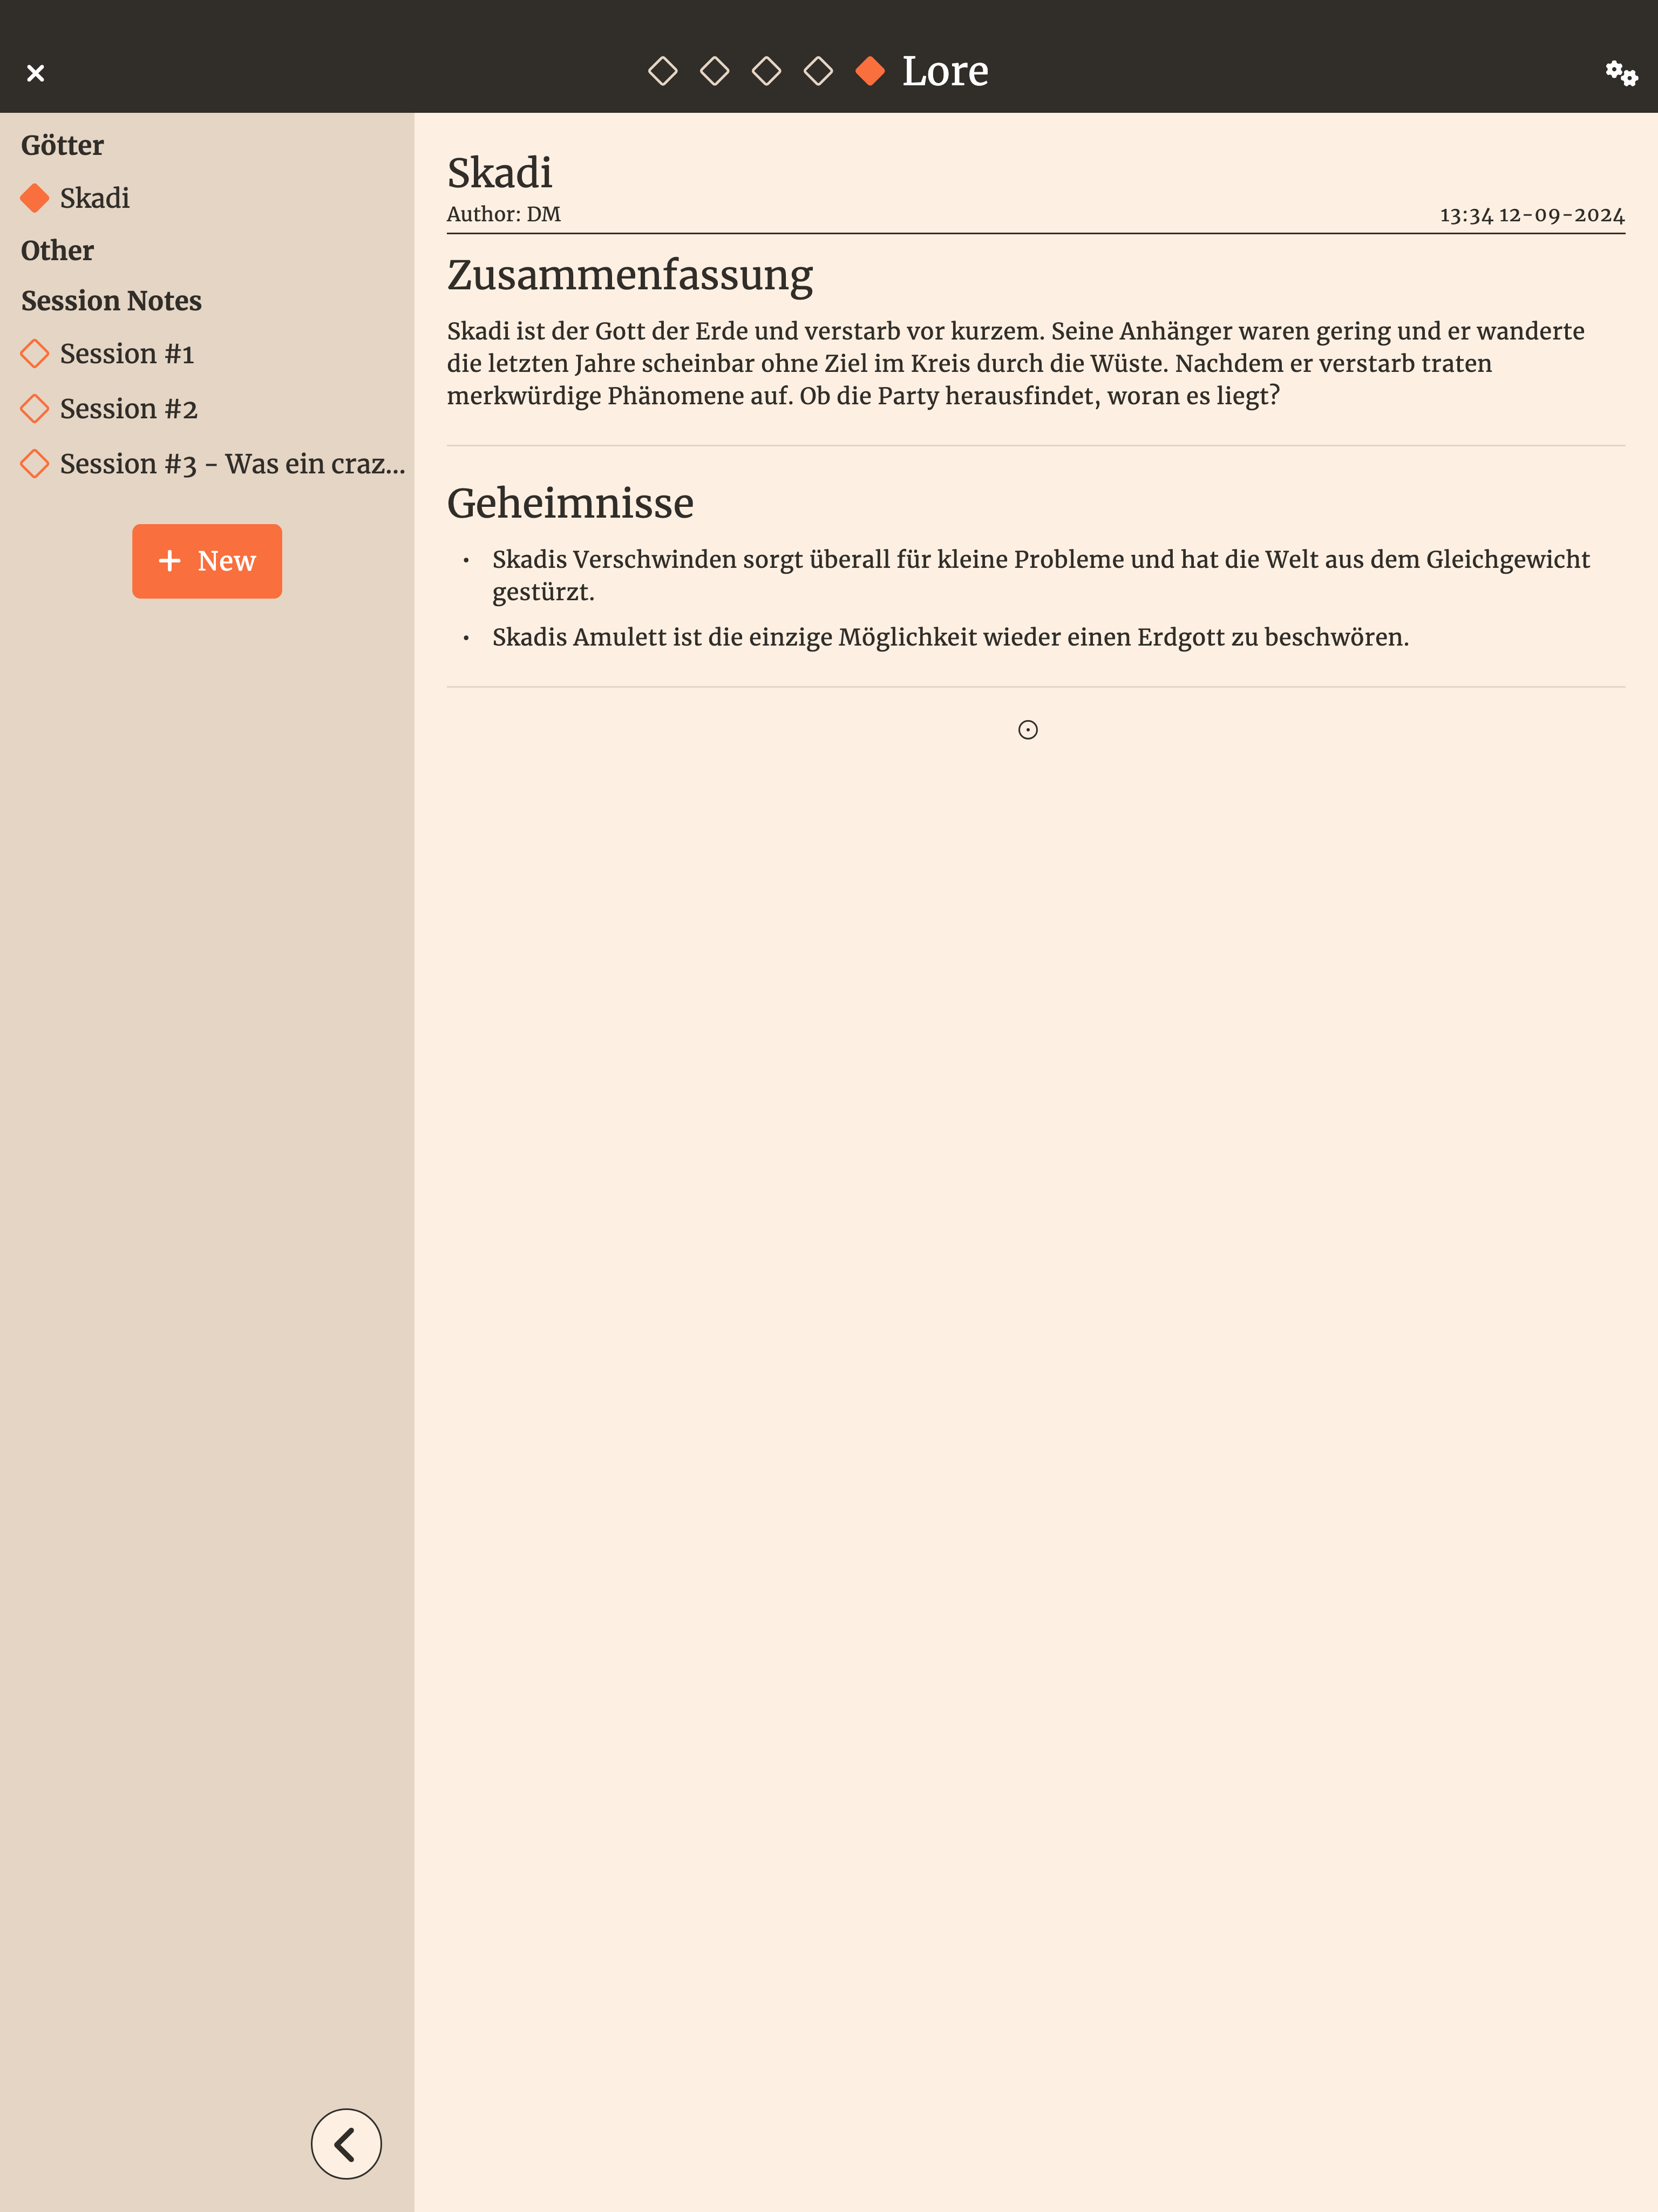 Lore
Götter
Skadi
Other
Session Notes
Session #1
Session #2
Session #3 - Was ein craz...
+ New
Skadi
Author: DM
13:34 12-09-2024
Zusammenfassung
Skadi ist der Gott der Erde und verstarb vor kurzem. Seine Anhänger waren gering und er wanderte
die letzten Jahre scheinbar ohne Ziel im Kreis durch die Wüste. Nachdem er verstarb traten
merkwürdige Phänomene auf. Ob die Party herausfindet, woran es liegt?
Geheimnisse
• Skadis Verschwinden sorgt überall für kleine Probleme und hat die Welt aus dem Gleichgewicht
gestürzt.
• Skadis Amulett ist die einzige Möglichkeit wieder einen Erdgott zu beschwören.